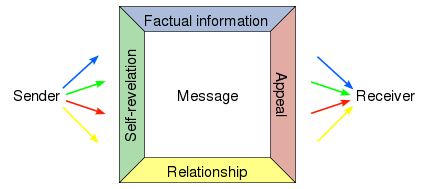 Factual information
Sender
Self-revelation
Message
Appeal
Receiver
Relationship